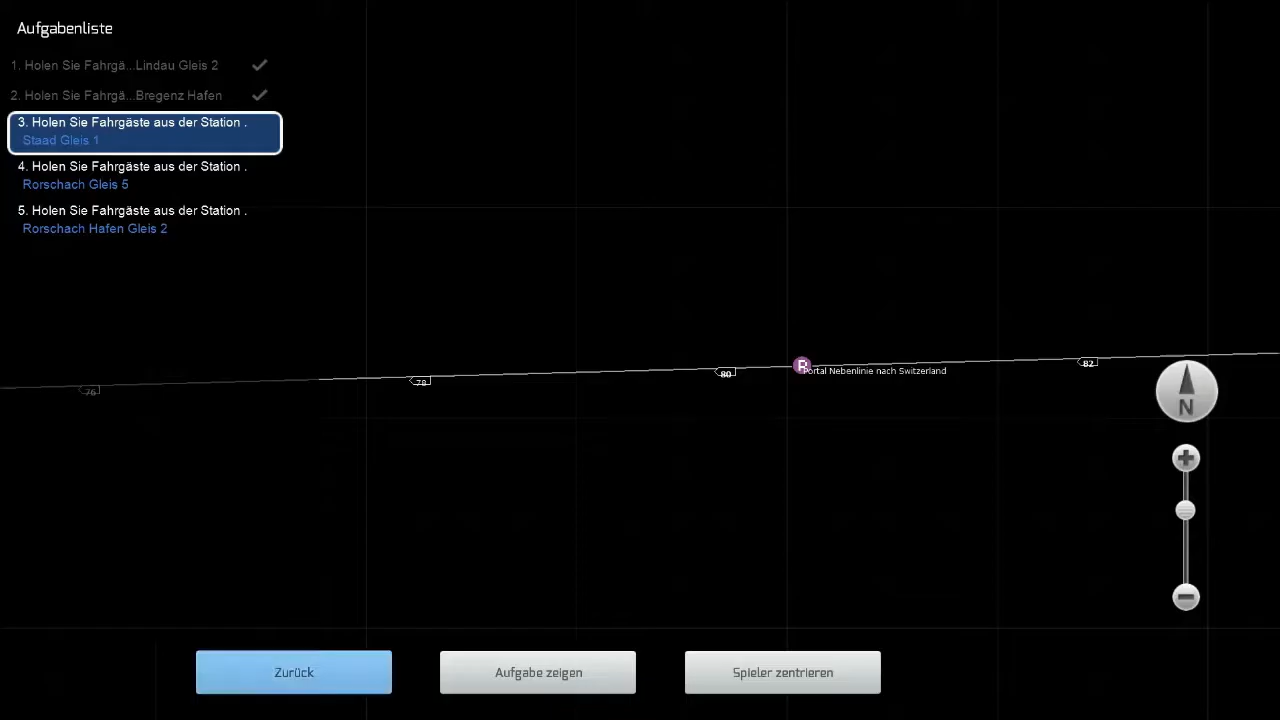 Aufgabenliste
1. Holen Sie Fahrgä...Lindau Gleis 2
2. Holen Sie Fahrgä...Bregenz Hafen
3. Holen Sie Fahrgäste aus der Station .
Staad Gleis 1
4. Holen Sie Fahrgäste aus der Station .
Rorschach Gleis 5
5. Holen Sie Fahrgäste aus der Station .
Rorschach Hafen Gleis 2
76
78
80
P
Portal Nebenlinie nach Switzerland
82
N
Zurück
Aufgabe zeigen
Spieler zentrieren